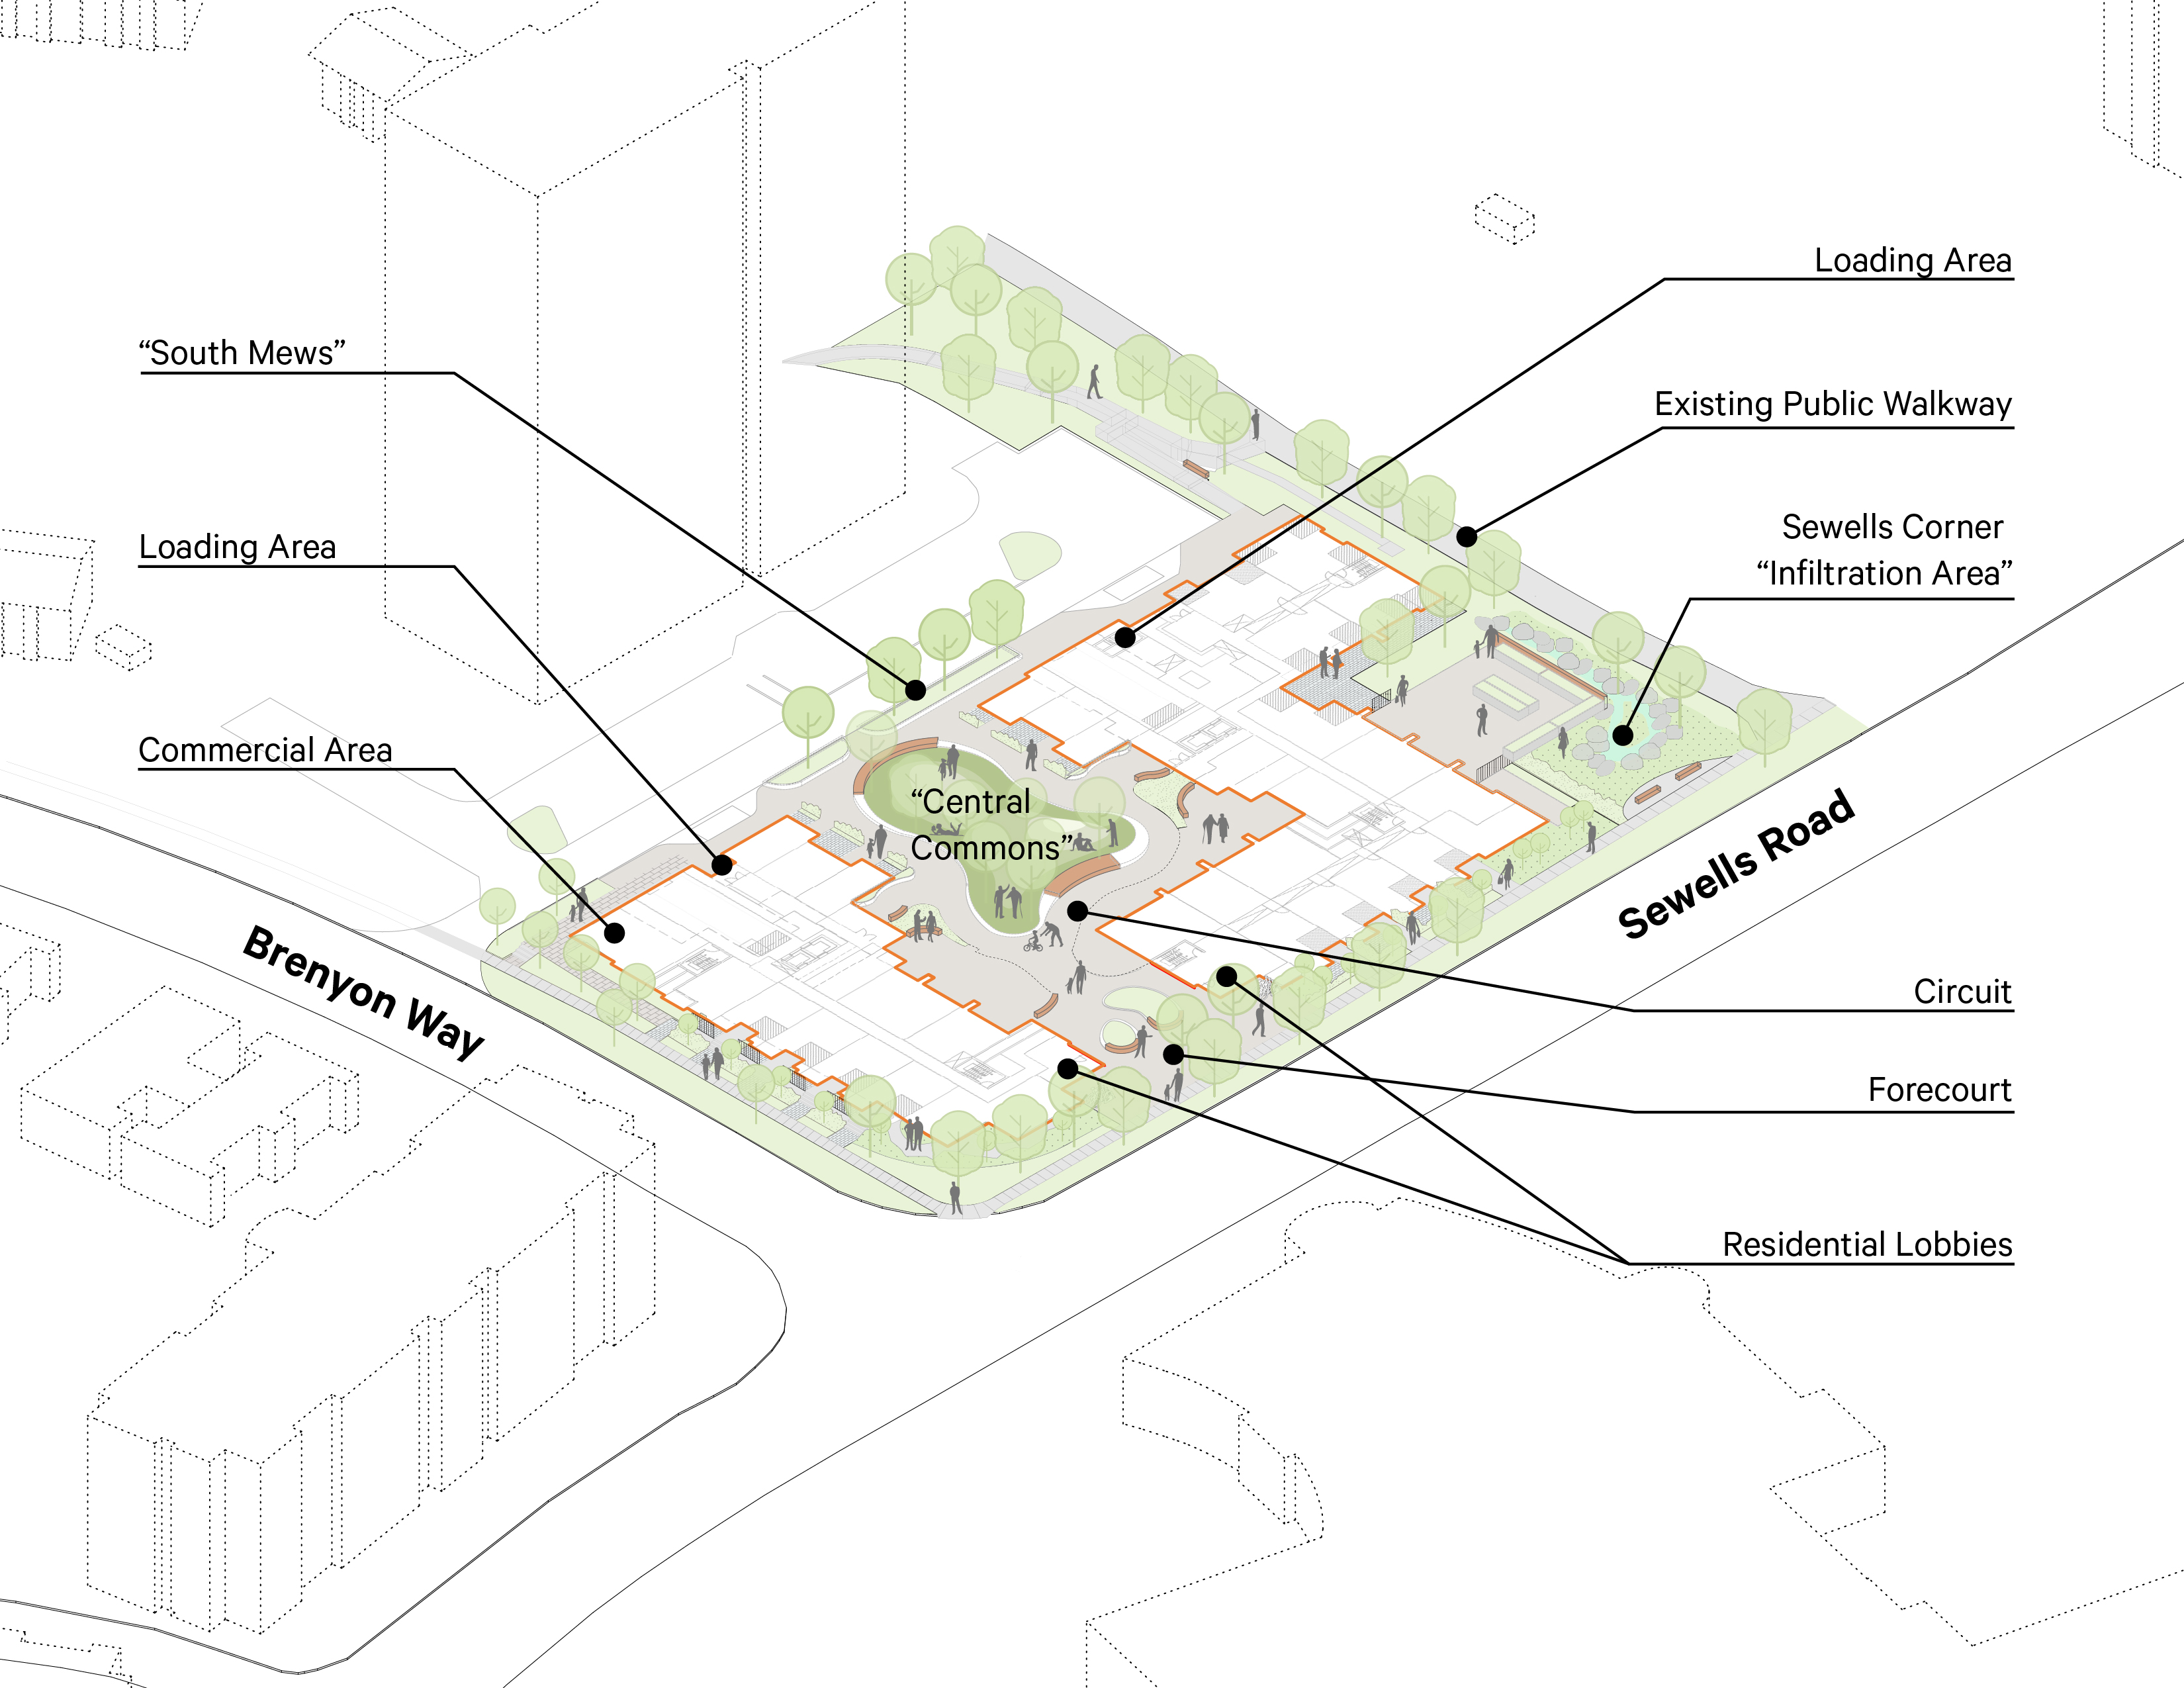 Loading Area
“South Mews”
Existing Public Walkway
Sewells Corner
“Infiltration Area”
Loading Area
Commercial Area
“Central
Commons”
Sewells Road
Brenyon Way
Circuit
Forecourt
Residential Lobbies